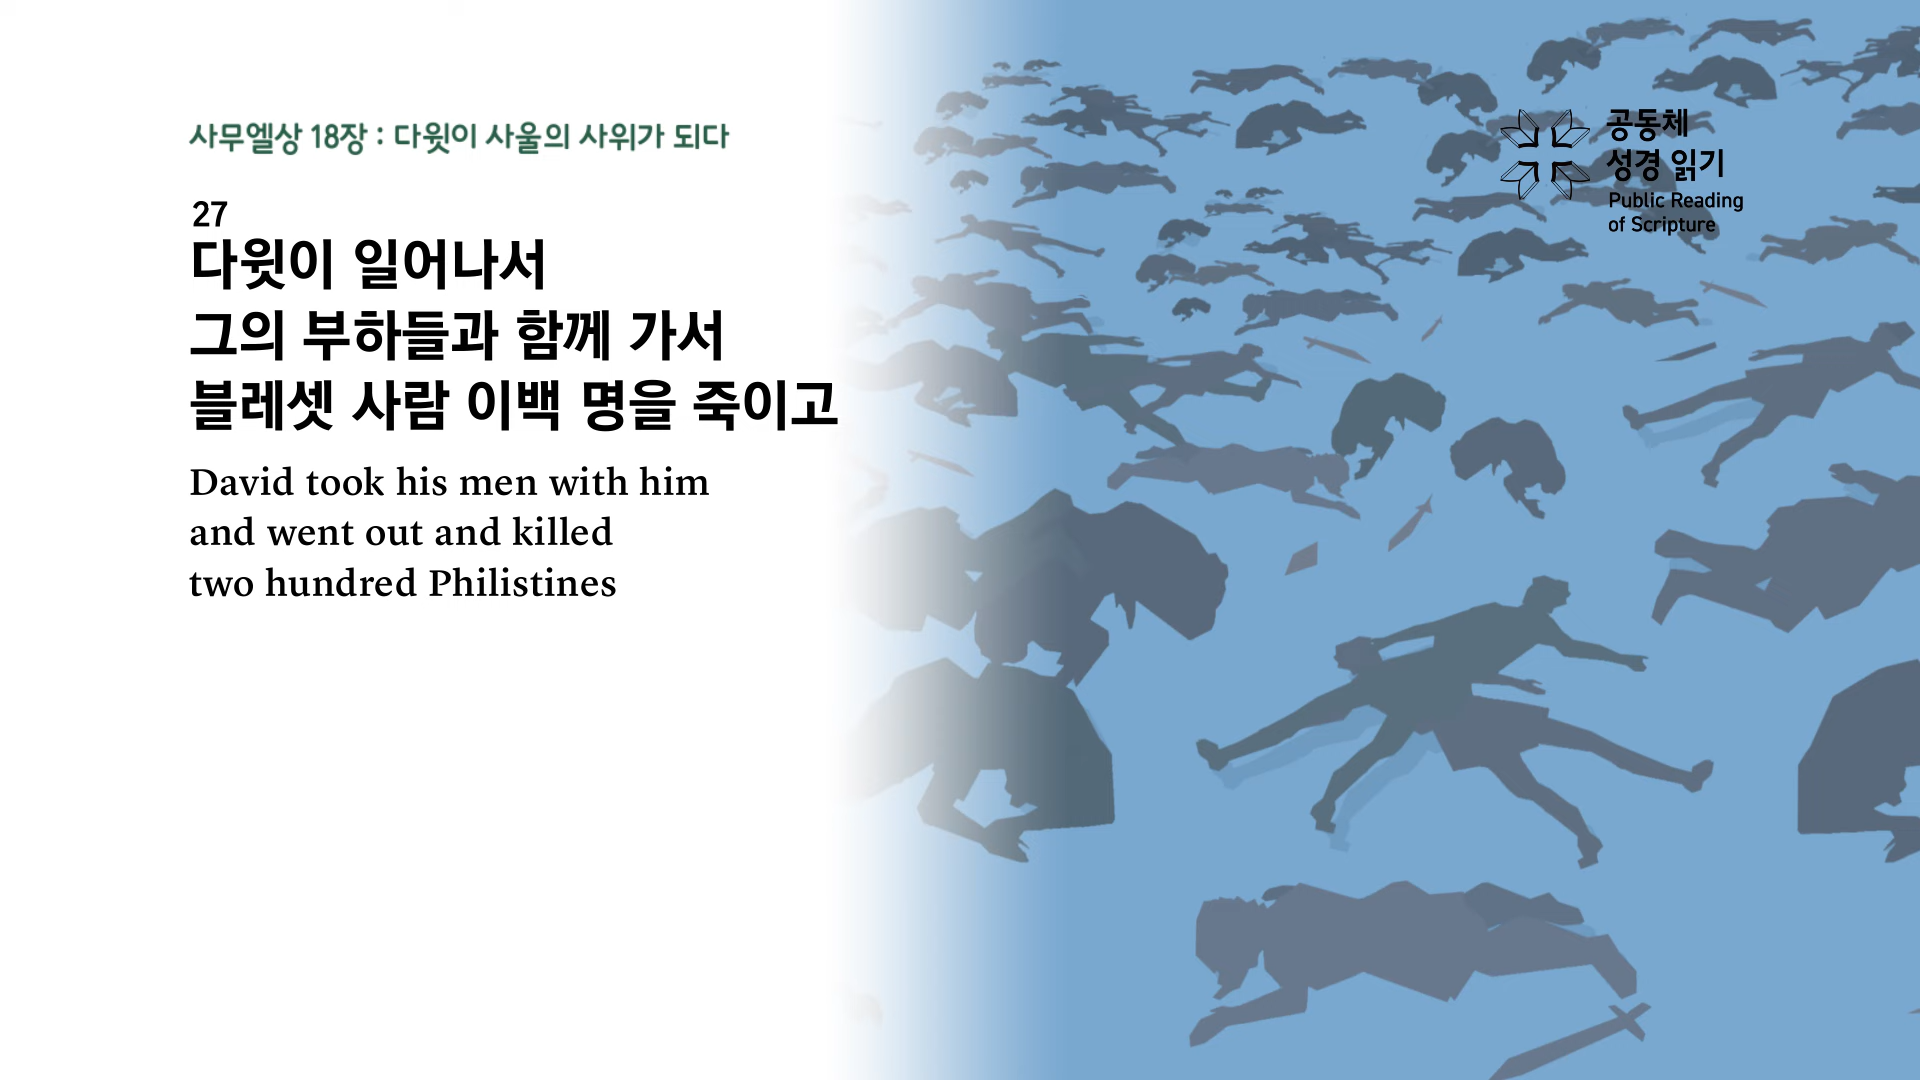 사무엘상 18장 : 다윗이 사울의 사위가 되다
27
다윗이 일어나서
그의 부하들과 함께 가서
블레셋 사람 이백 명을 죽이고
David took his men with him
and went out and killed
two hundred Philistines
공동체
성경 읽기
Public Reading
of Scripture